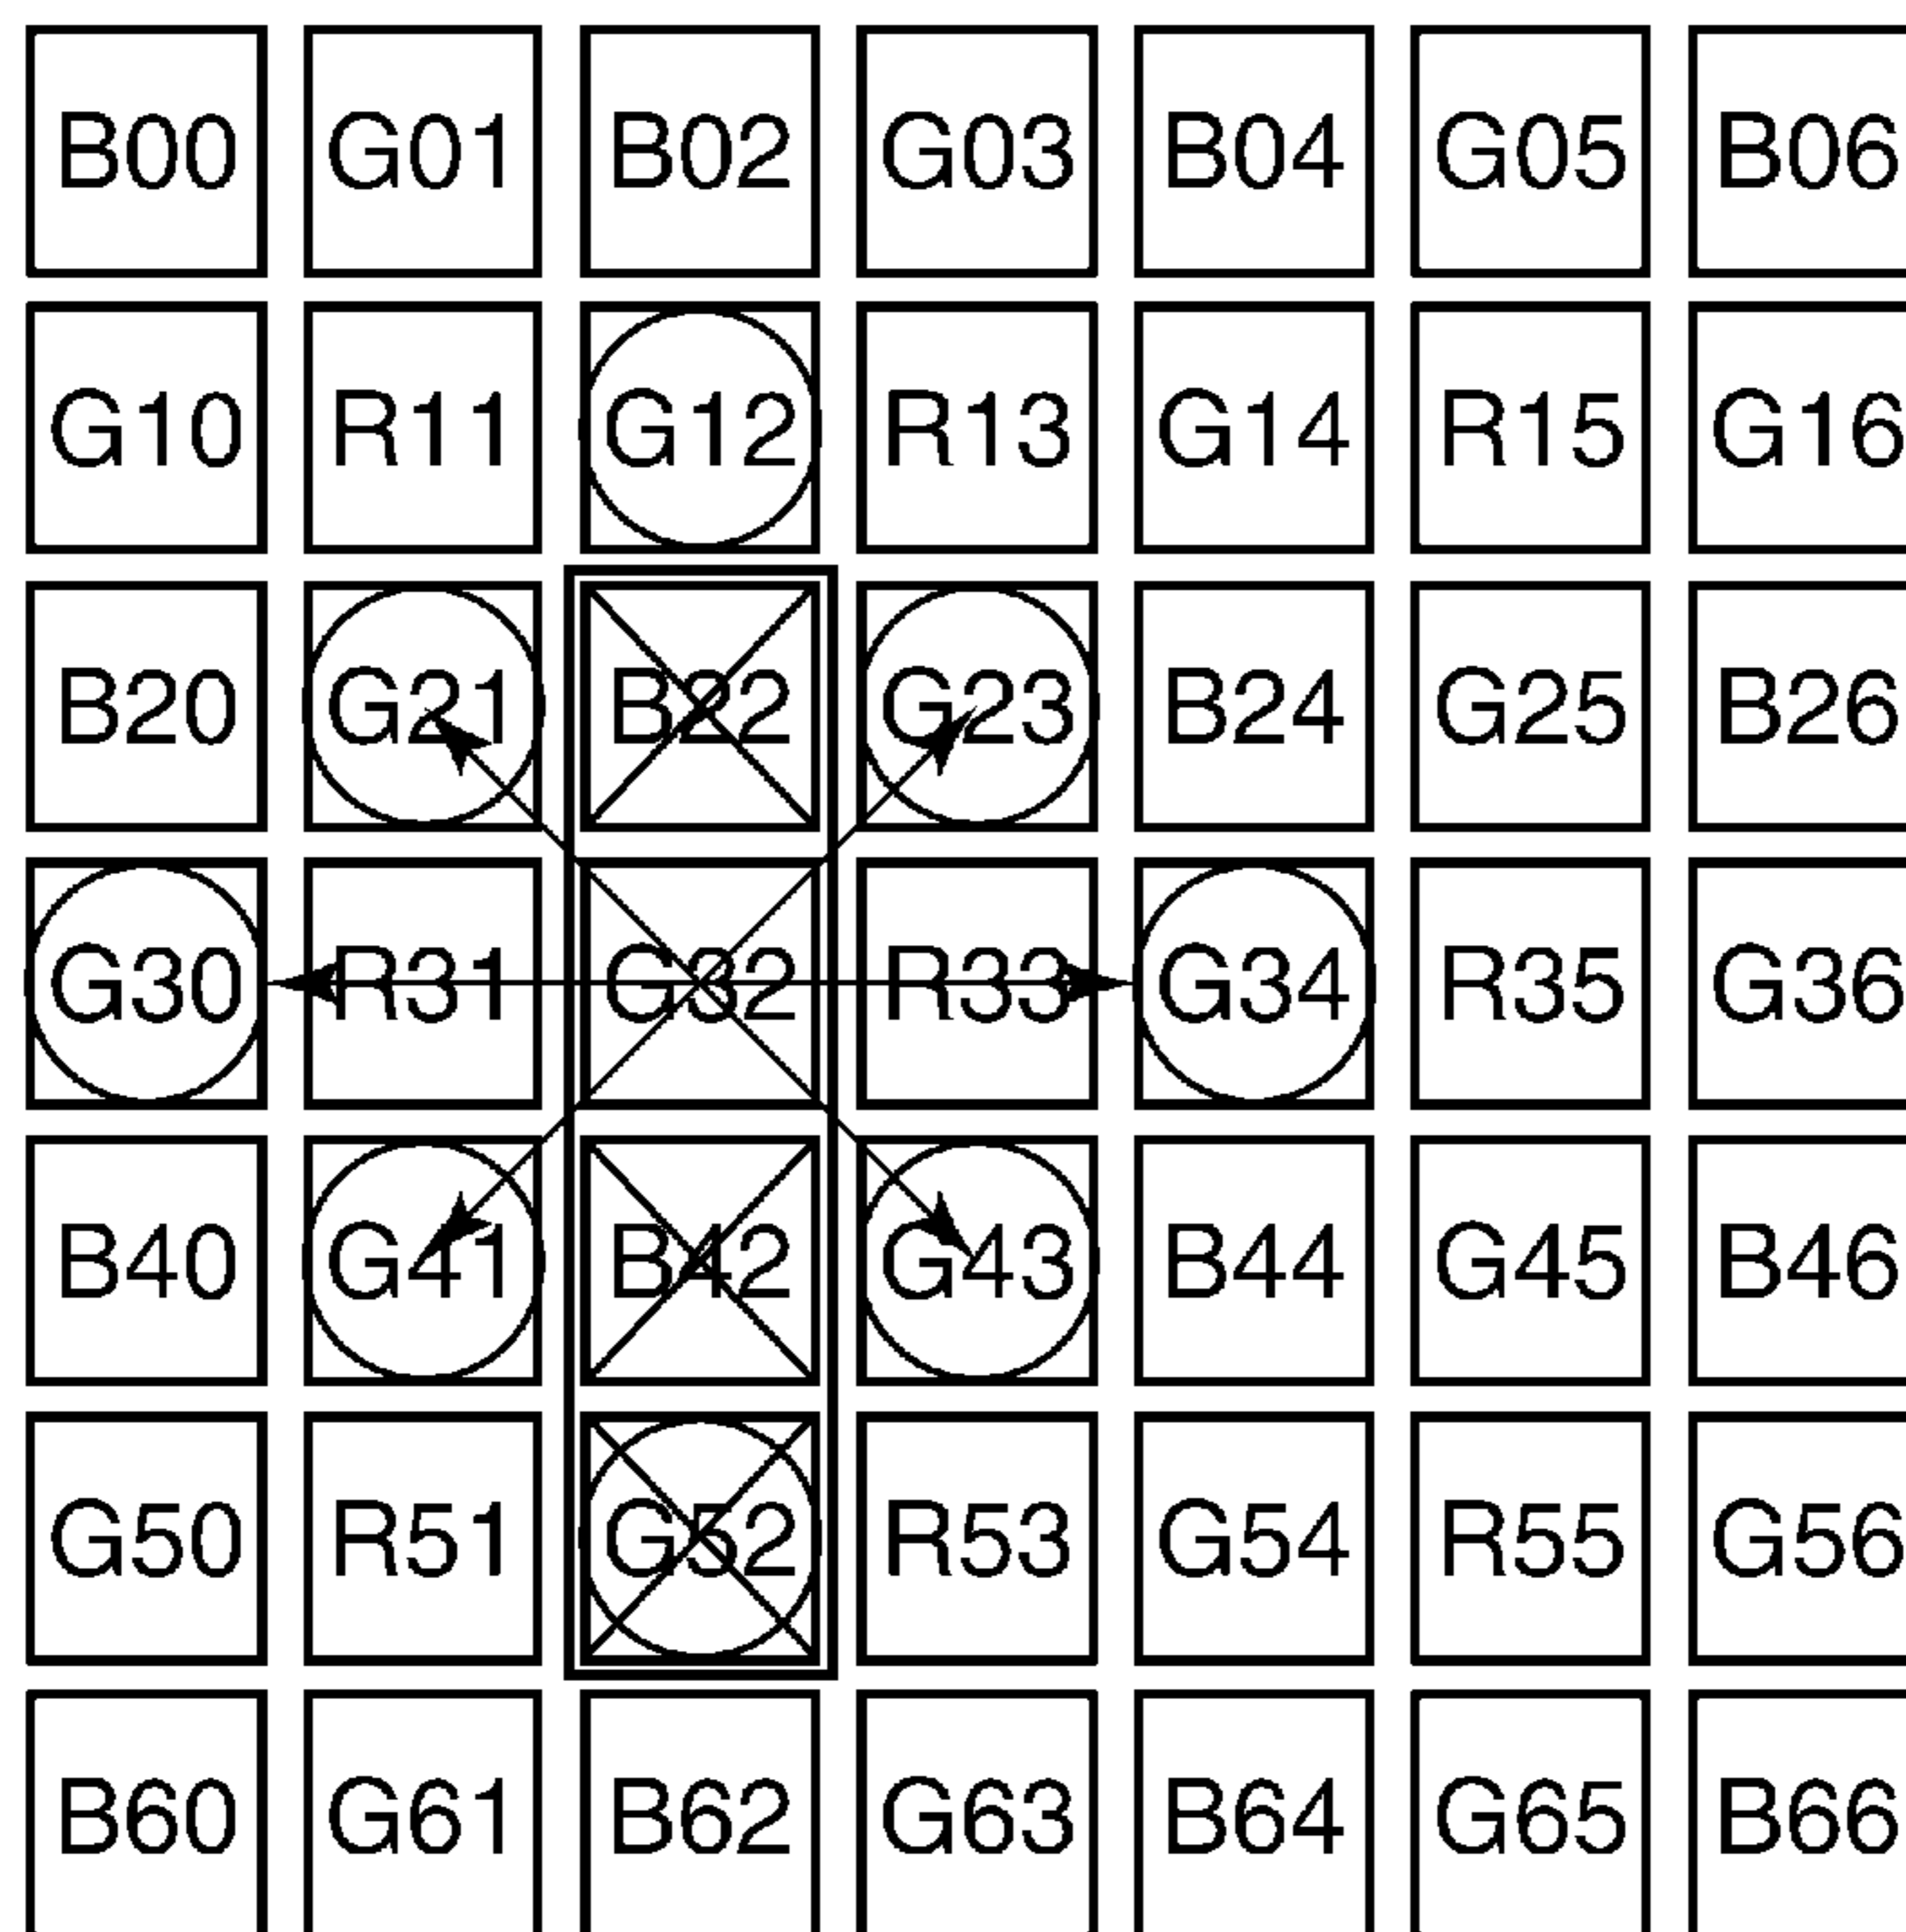 B00 G01 B02 G03 B04 G05 B06
G10 R11 G12 R13 G14 R15 G16
B20 G21 B22 G23 B24 G25 B26
G30 R31 G32 R33 G34 R35 G36
B40 G41 B42 G43 B44 G45 B46
G50 R51 G52 R53 G54 R55 G56
B60 G61 B62 G63 B64 G65 B66